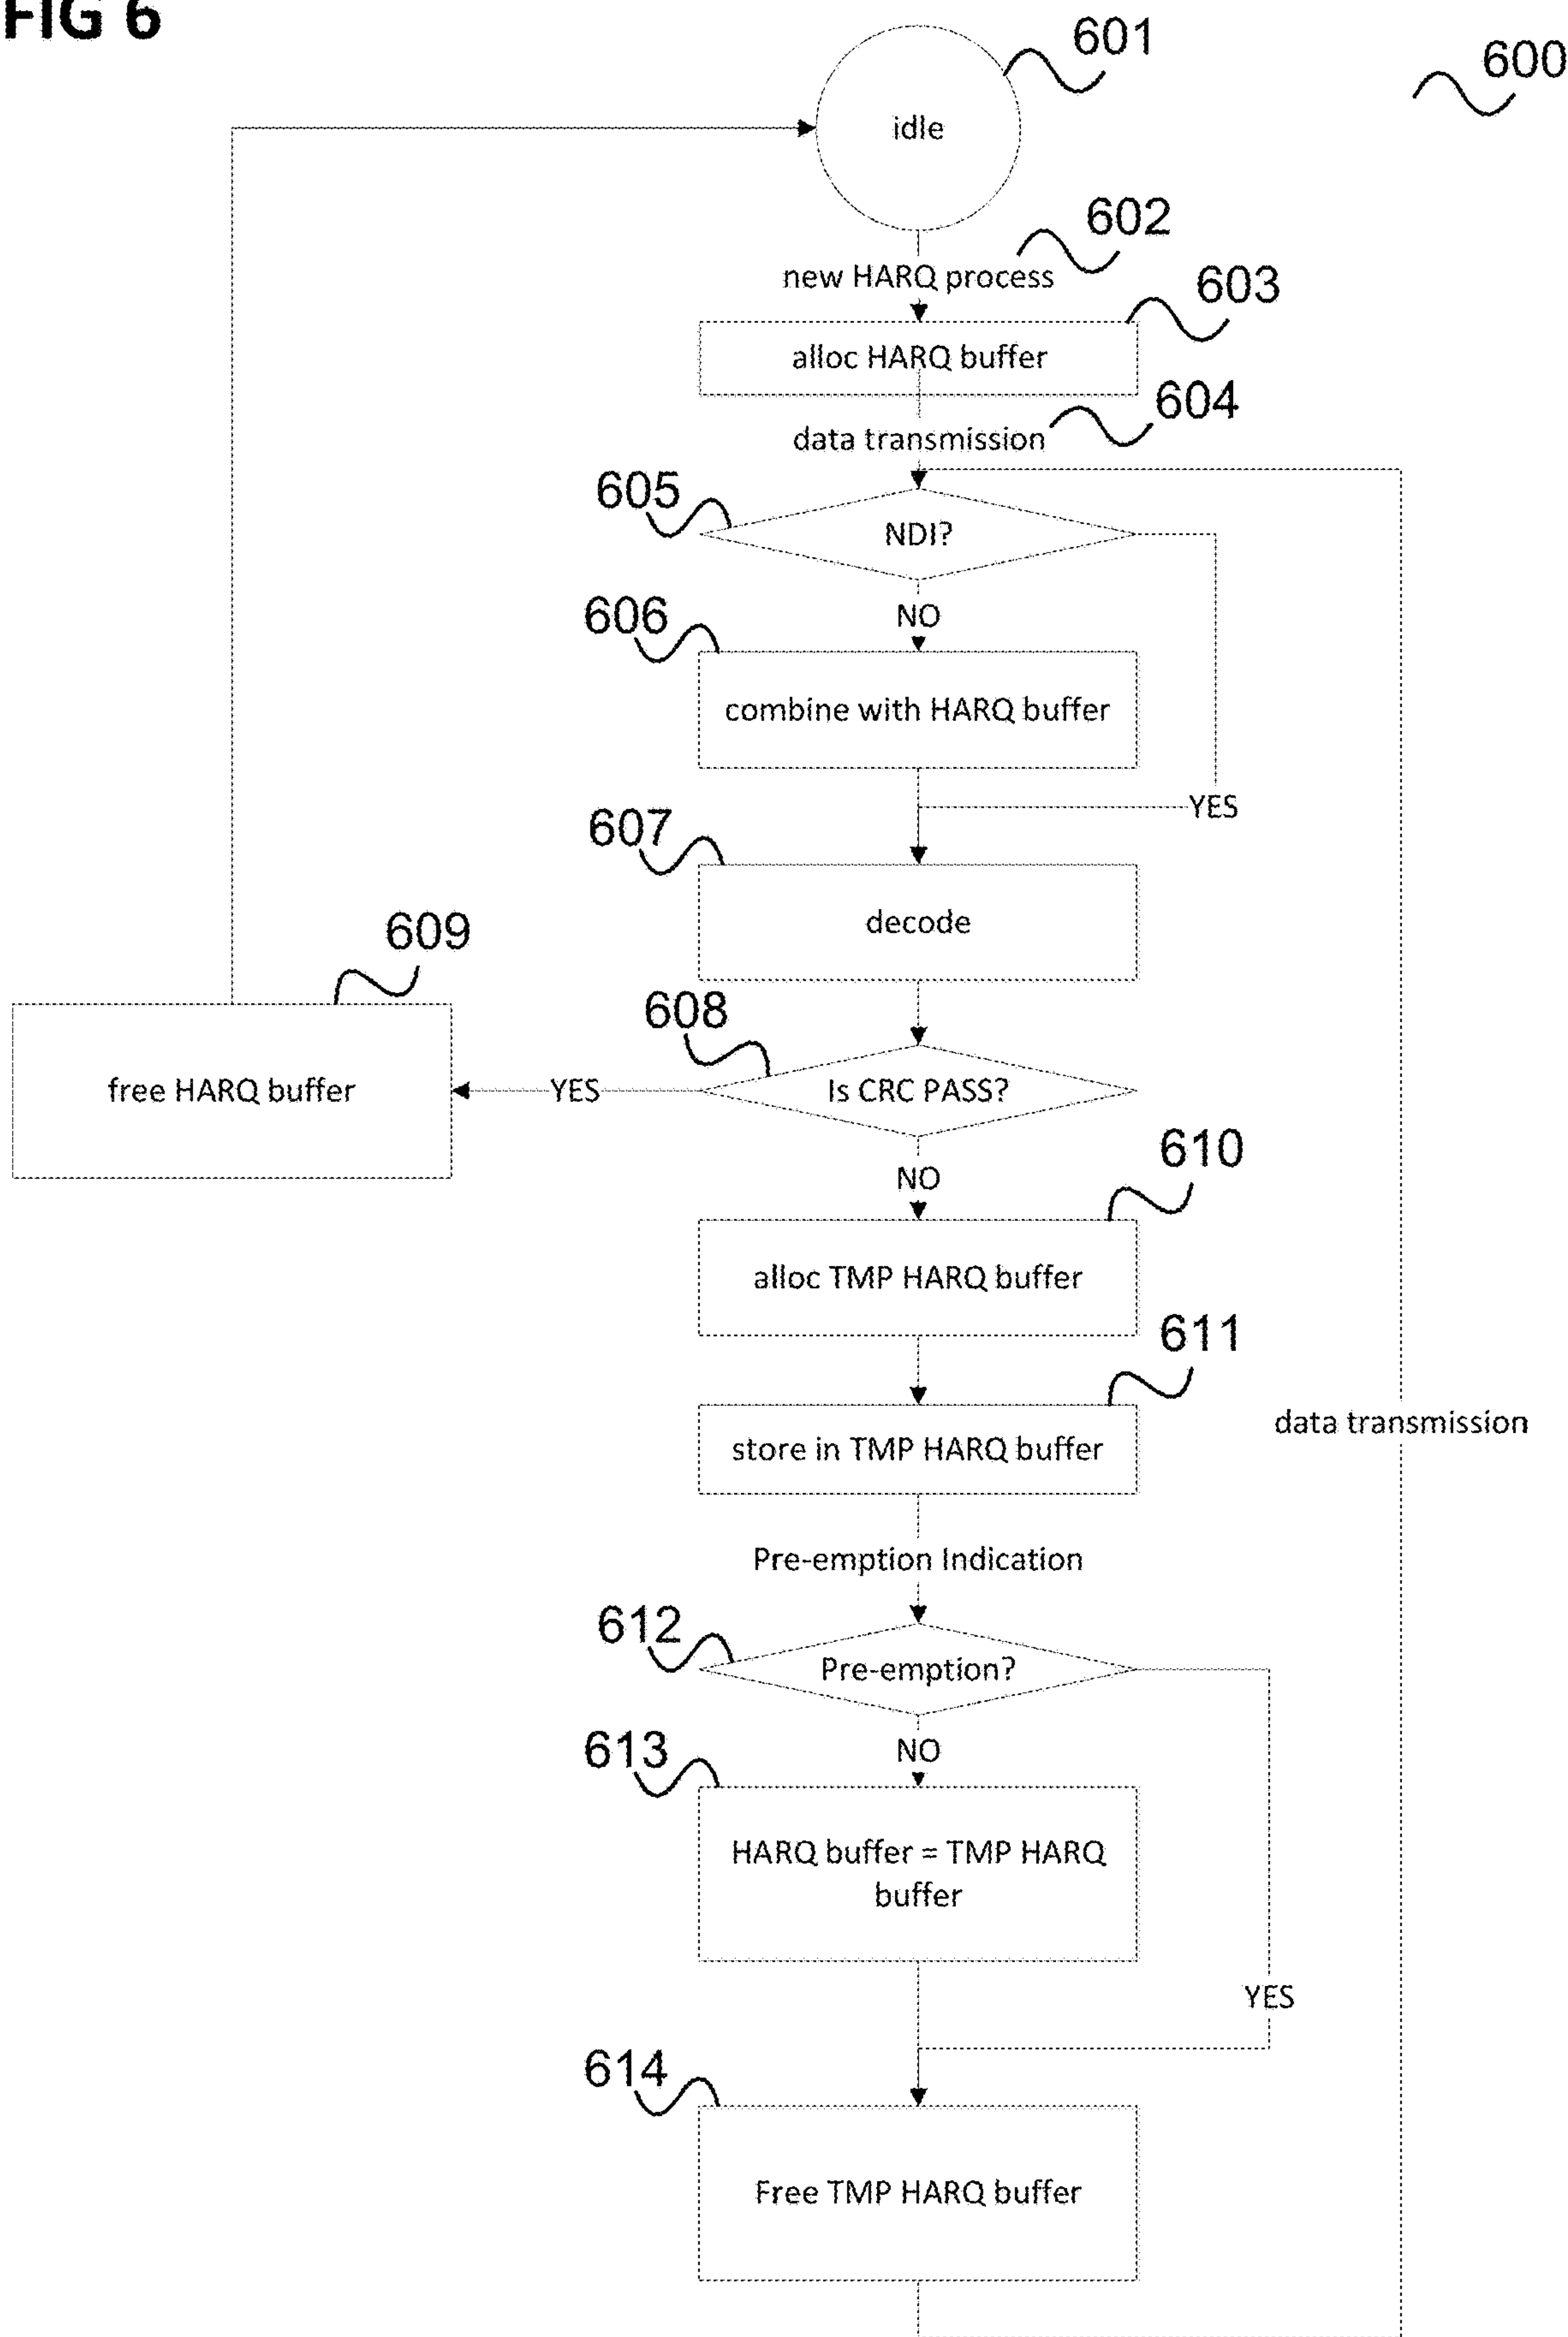 FIG 6
601
600
idle
602
new HARQ process
603
alloc HARQ buffer
604
data transmission
605
NDI?
NO
606
combine with HARQ buffer
YES
607
decode
609
608
free HARQ buffer
YES
Is CRC PASS?
NO
610
alloc TMP HARQ buffer
611
store in TMP HARQ buffer
data transmission
Pre-emption Indication
612
Pre-emption?
NO
613
HARQ buffer = TMP HARQ
buffer
YES
614
Free TMP HARQ buffer